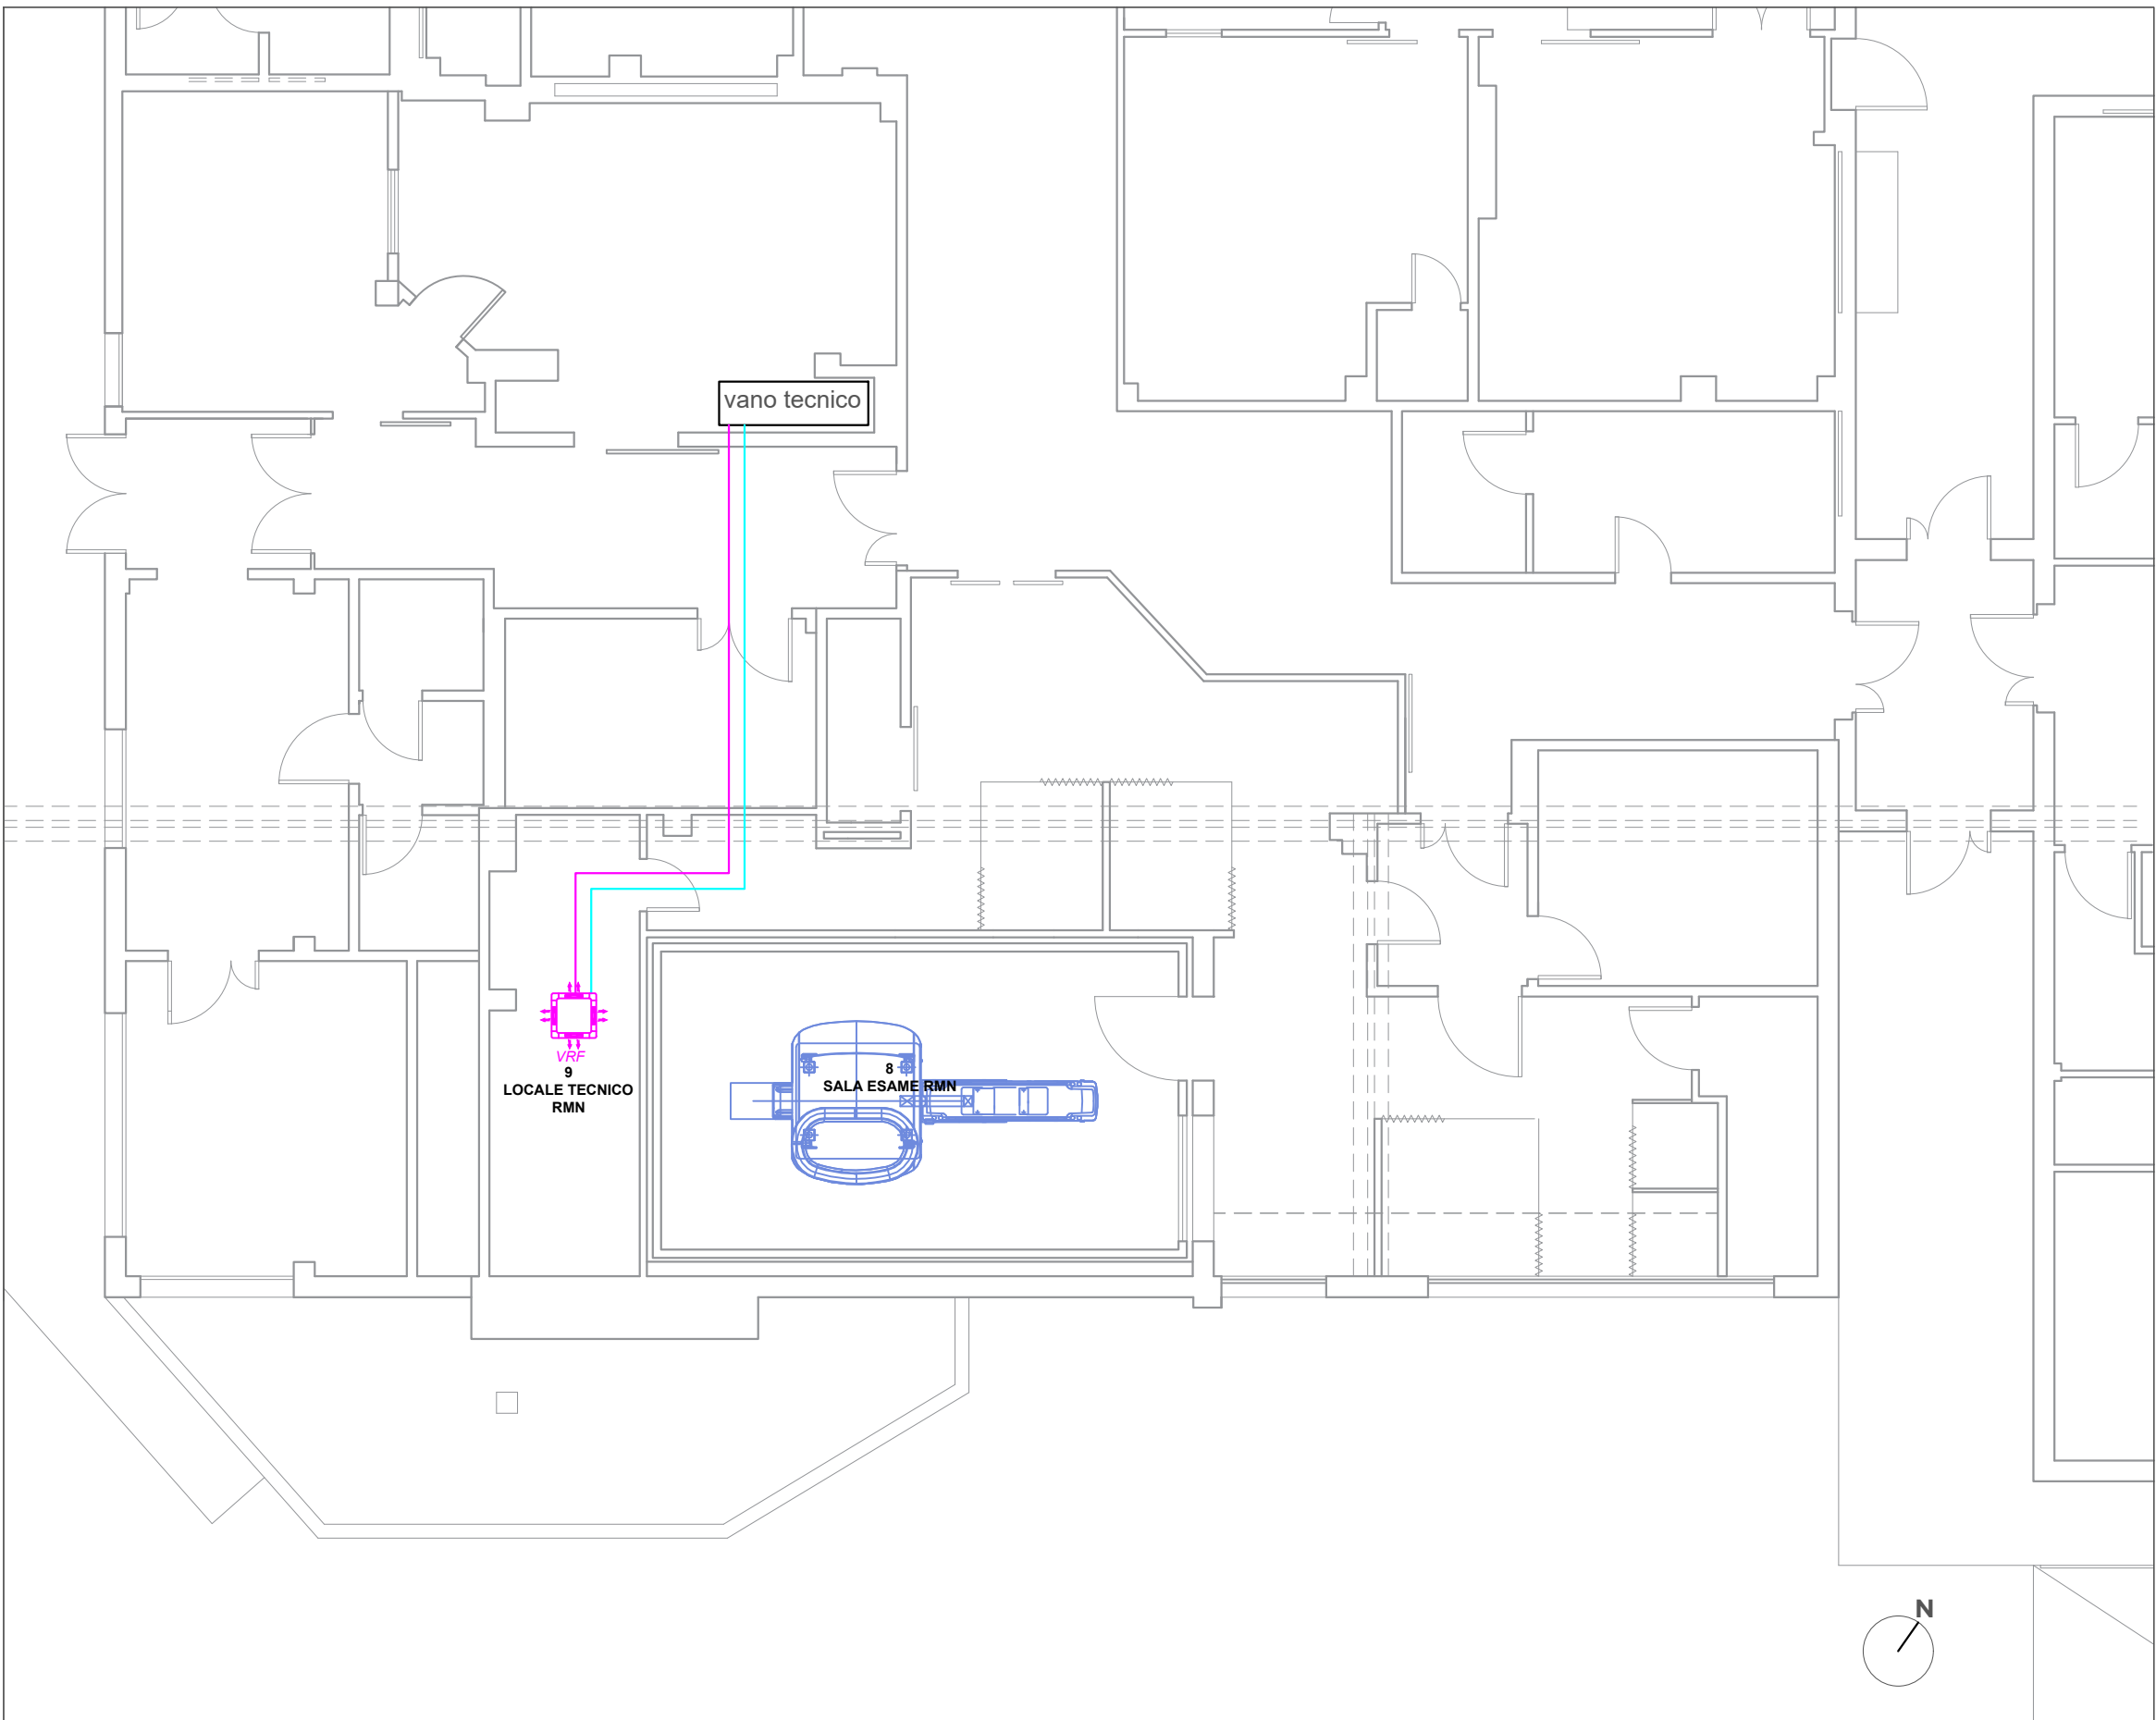 vano tecnico
VRF
9
LOCALE TECNICO
RMN
8
SALA ESAME RMN
N